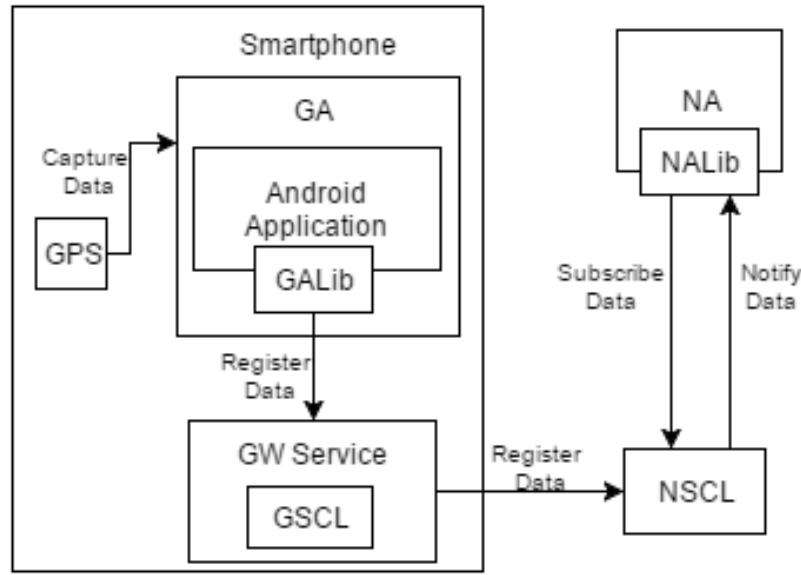 Smartphone
GA
Capture
Data
Android
Application
GPS
GALib
Register
Data
GW Service
GSCL
Register
Data
NA
NALib
Subscribe
Data
Notify
Data
NSCL